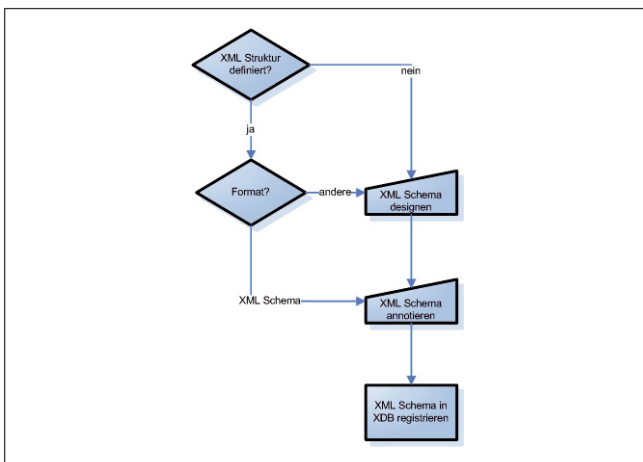 XML Struktur
definiert?
nein
ja
Format?
andere
XML Schema
designen
XML Schema
XML Schema
annotieren
XML Schema in
XDB registrieren